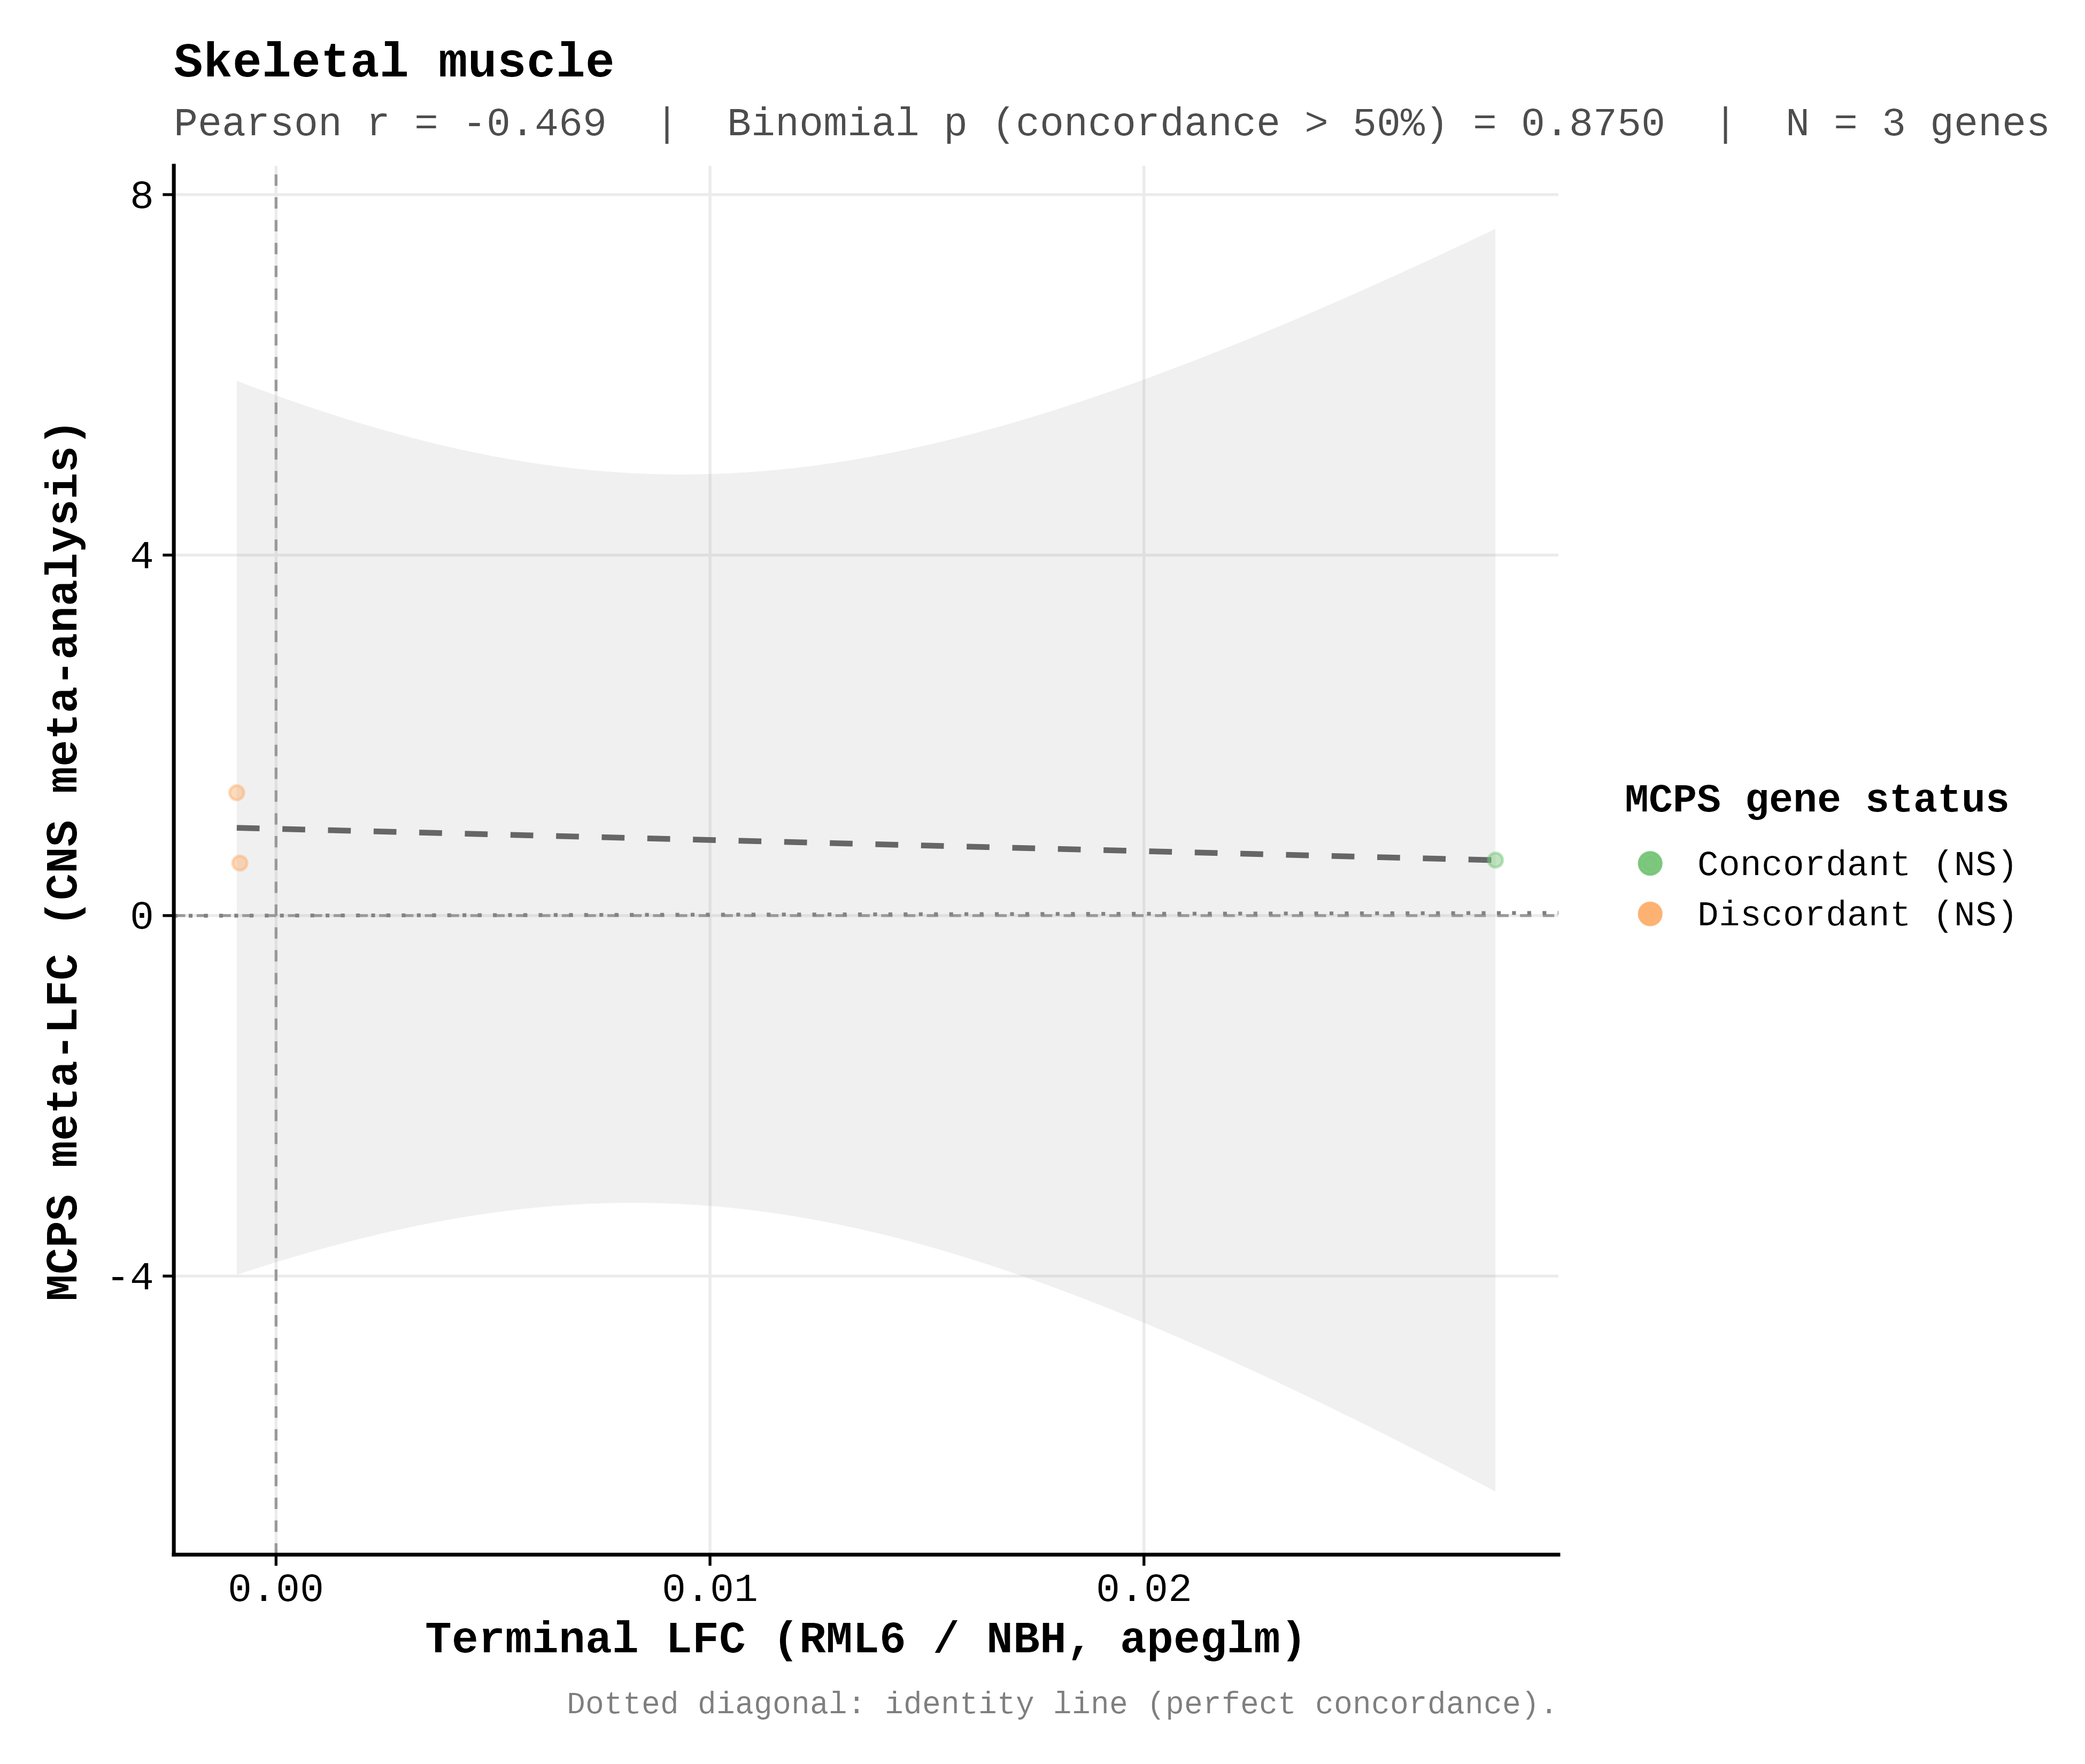 Skeletal muscle
Pearson r = -0.469  |  Binomial p (concordance > 50%) = 0.8750  |  N = 3 genes
MCPS meta-LFC (CNS meta-analysis)
8
4
0
-4
0.00
0.01
0.02
Terminal LFC (RML6 / NBH, apeglm)
Dotted diagonal: identity line (perfect concordance).
MCPS gene status
Concordant (NS)
Discordant (NS)